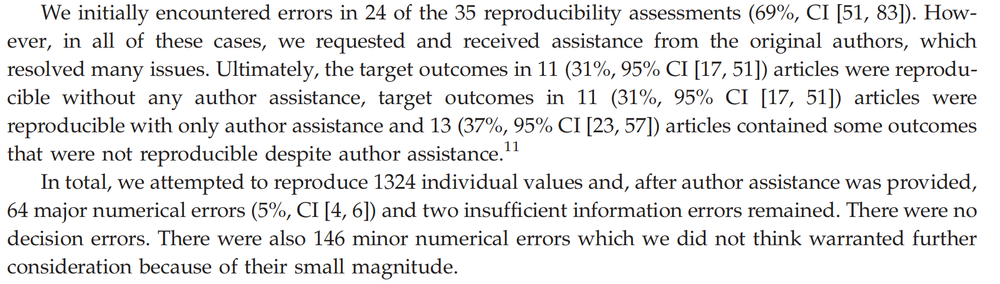 We initially encountered errors in 24 of the 35 reproducibility assessments (69%, CI [51, 83]). How-
ever, in all of these cases, we requested and received assistance from the original authors, which
resolved many issues. Ultimately, the target outcomes in 11 (31%, 95% CI [17, 51]) articles were reprodu-
cible without any author assistance, target outcomes in 11 (31%, 95% CI [17, 51]) articles were
reproducible with only author assistance and 13 (37%, 95% CI [23, 57]) articles contained some outcomes
that were not reproducible despite author assistance.11
In total, we attempted to reproduce 1324 individual values and, after author assistance was provided,
64 major numerical errors (5%, CI [4, 6]) and two insufficient information errors remained. There were no
decision errors. There were also 146 minor numerical errors which we did not think warranted further
consideration because of their small magnitude.